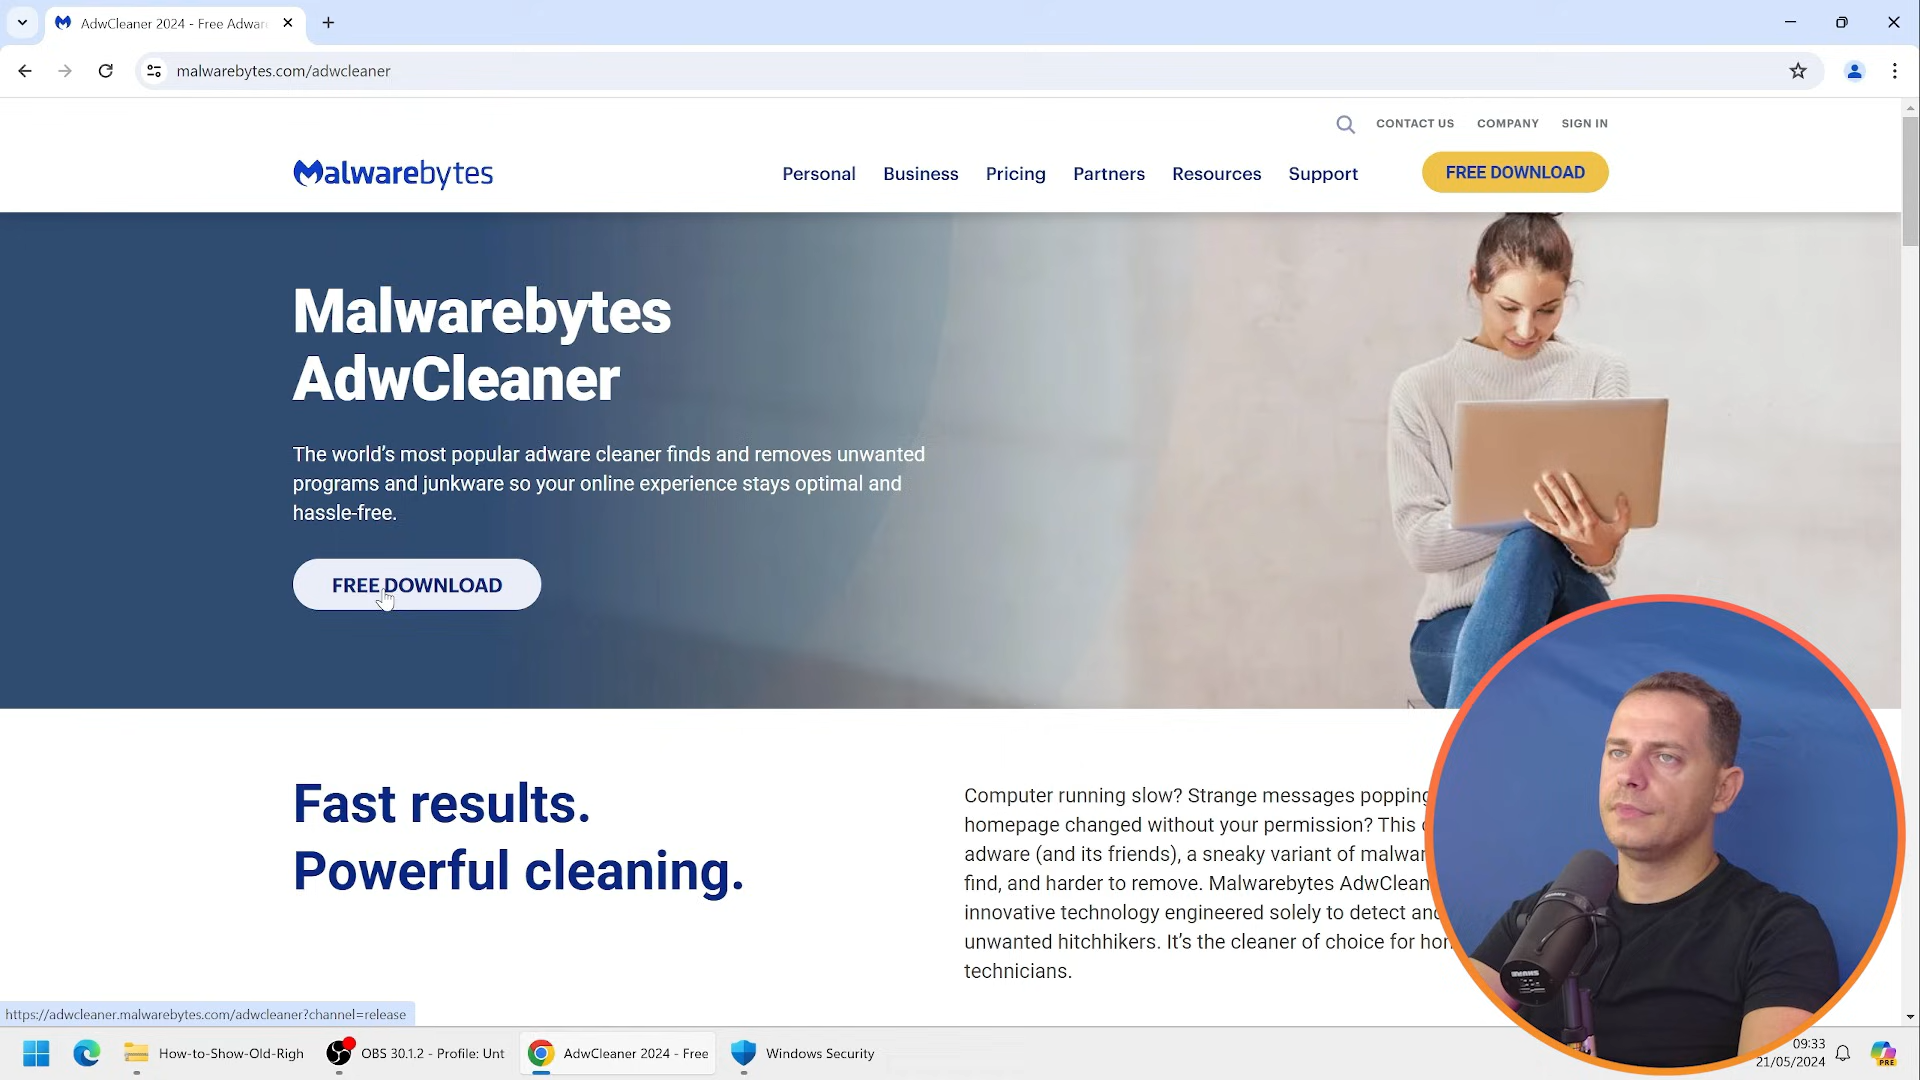 AdwCleaner 2024 - Free Adwar
malwarebytes.com/adwcleaner
CONTACT US COMPANY SIGN IN
Malwarebytes
Personal Business Pricing Partners Resources Support
FREE DOWNLOAD
Malwarebytes
AdwCleaner
The world’s most popular adware cleaner finds and removes unwanted
programs and junkware so your online experience stays optimal and
hassle-free.
FREE DOWNLOAD
Fast results.
Powerful cleaning.
Computer running slow? Strange messages popping
homepage changed without your permission? This
adware (and its friends), a sneaky variant of malwar
find, and harder to remove. Malwarebytes AdwClean
innovative technology engineered solely to detect and
unwanted hitchhikers. It’s the cleaner of choice for
technicians.
https://adwcleaner.malwarebytes.com/adwcleaner?channel=release
How-to-Show-Old-Righ
OBS 30.1.2 - Profile: Unt
AdwCleaner 2024 - Free
Windows Security
09:33
21/05/2024
PRE
SHURE